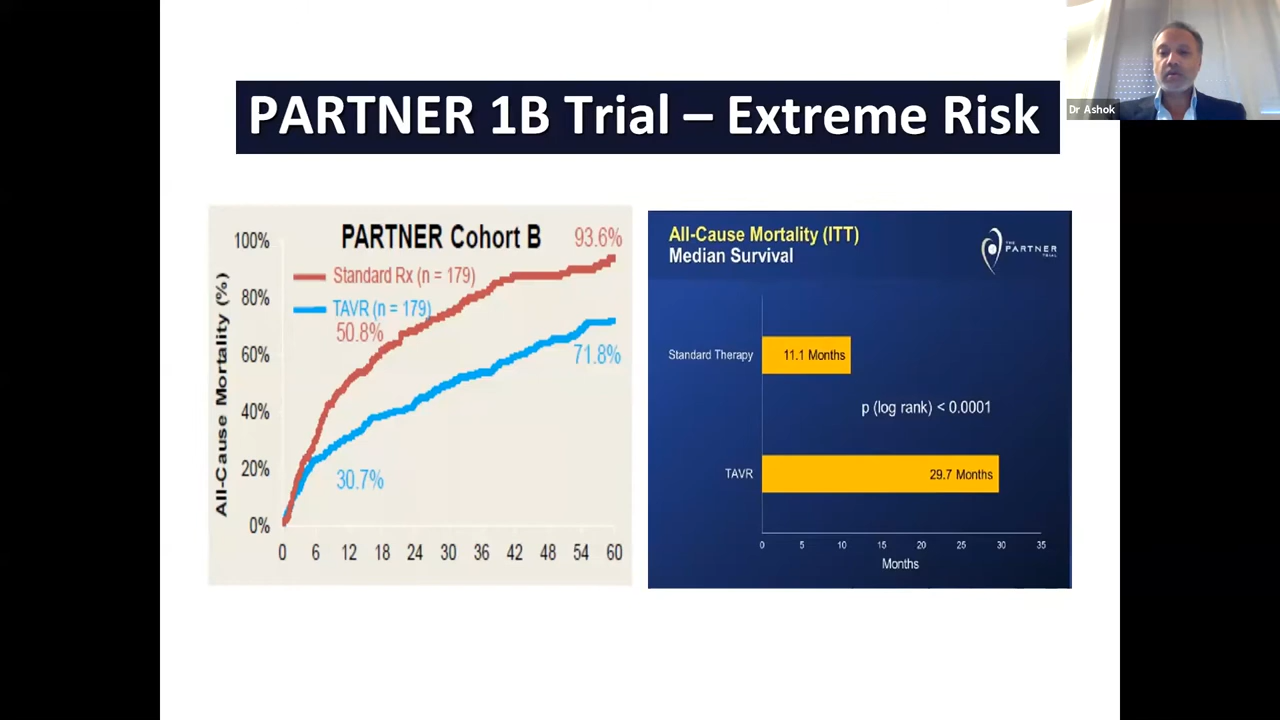 Dr Ashok
PARTNER 1B Trial – Extreme Risk
PARTNER Cohort B
93.6%
100%
80%
60%
40%
20%
0%
All-Cause Mortality (%)
Standard Rx (n = 179)
TAVR (n = 179)
50.8%
71.8%
30.7%
0 6 12 18 24 30 36 42 48 54 60
All-Cause Mortality (ITT)
Median Survival
THE
PARTNER
TRIAL
Standard Therapy
11.1 Months
p (log rank) < 0.0001
TAVR
29.7 Months
0 5 10 15 20 25 30 35
Months